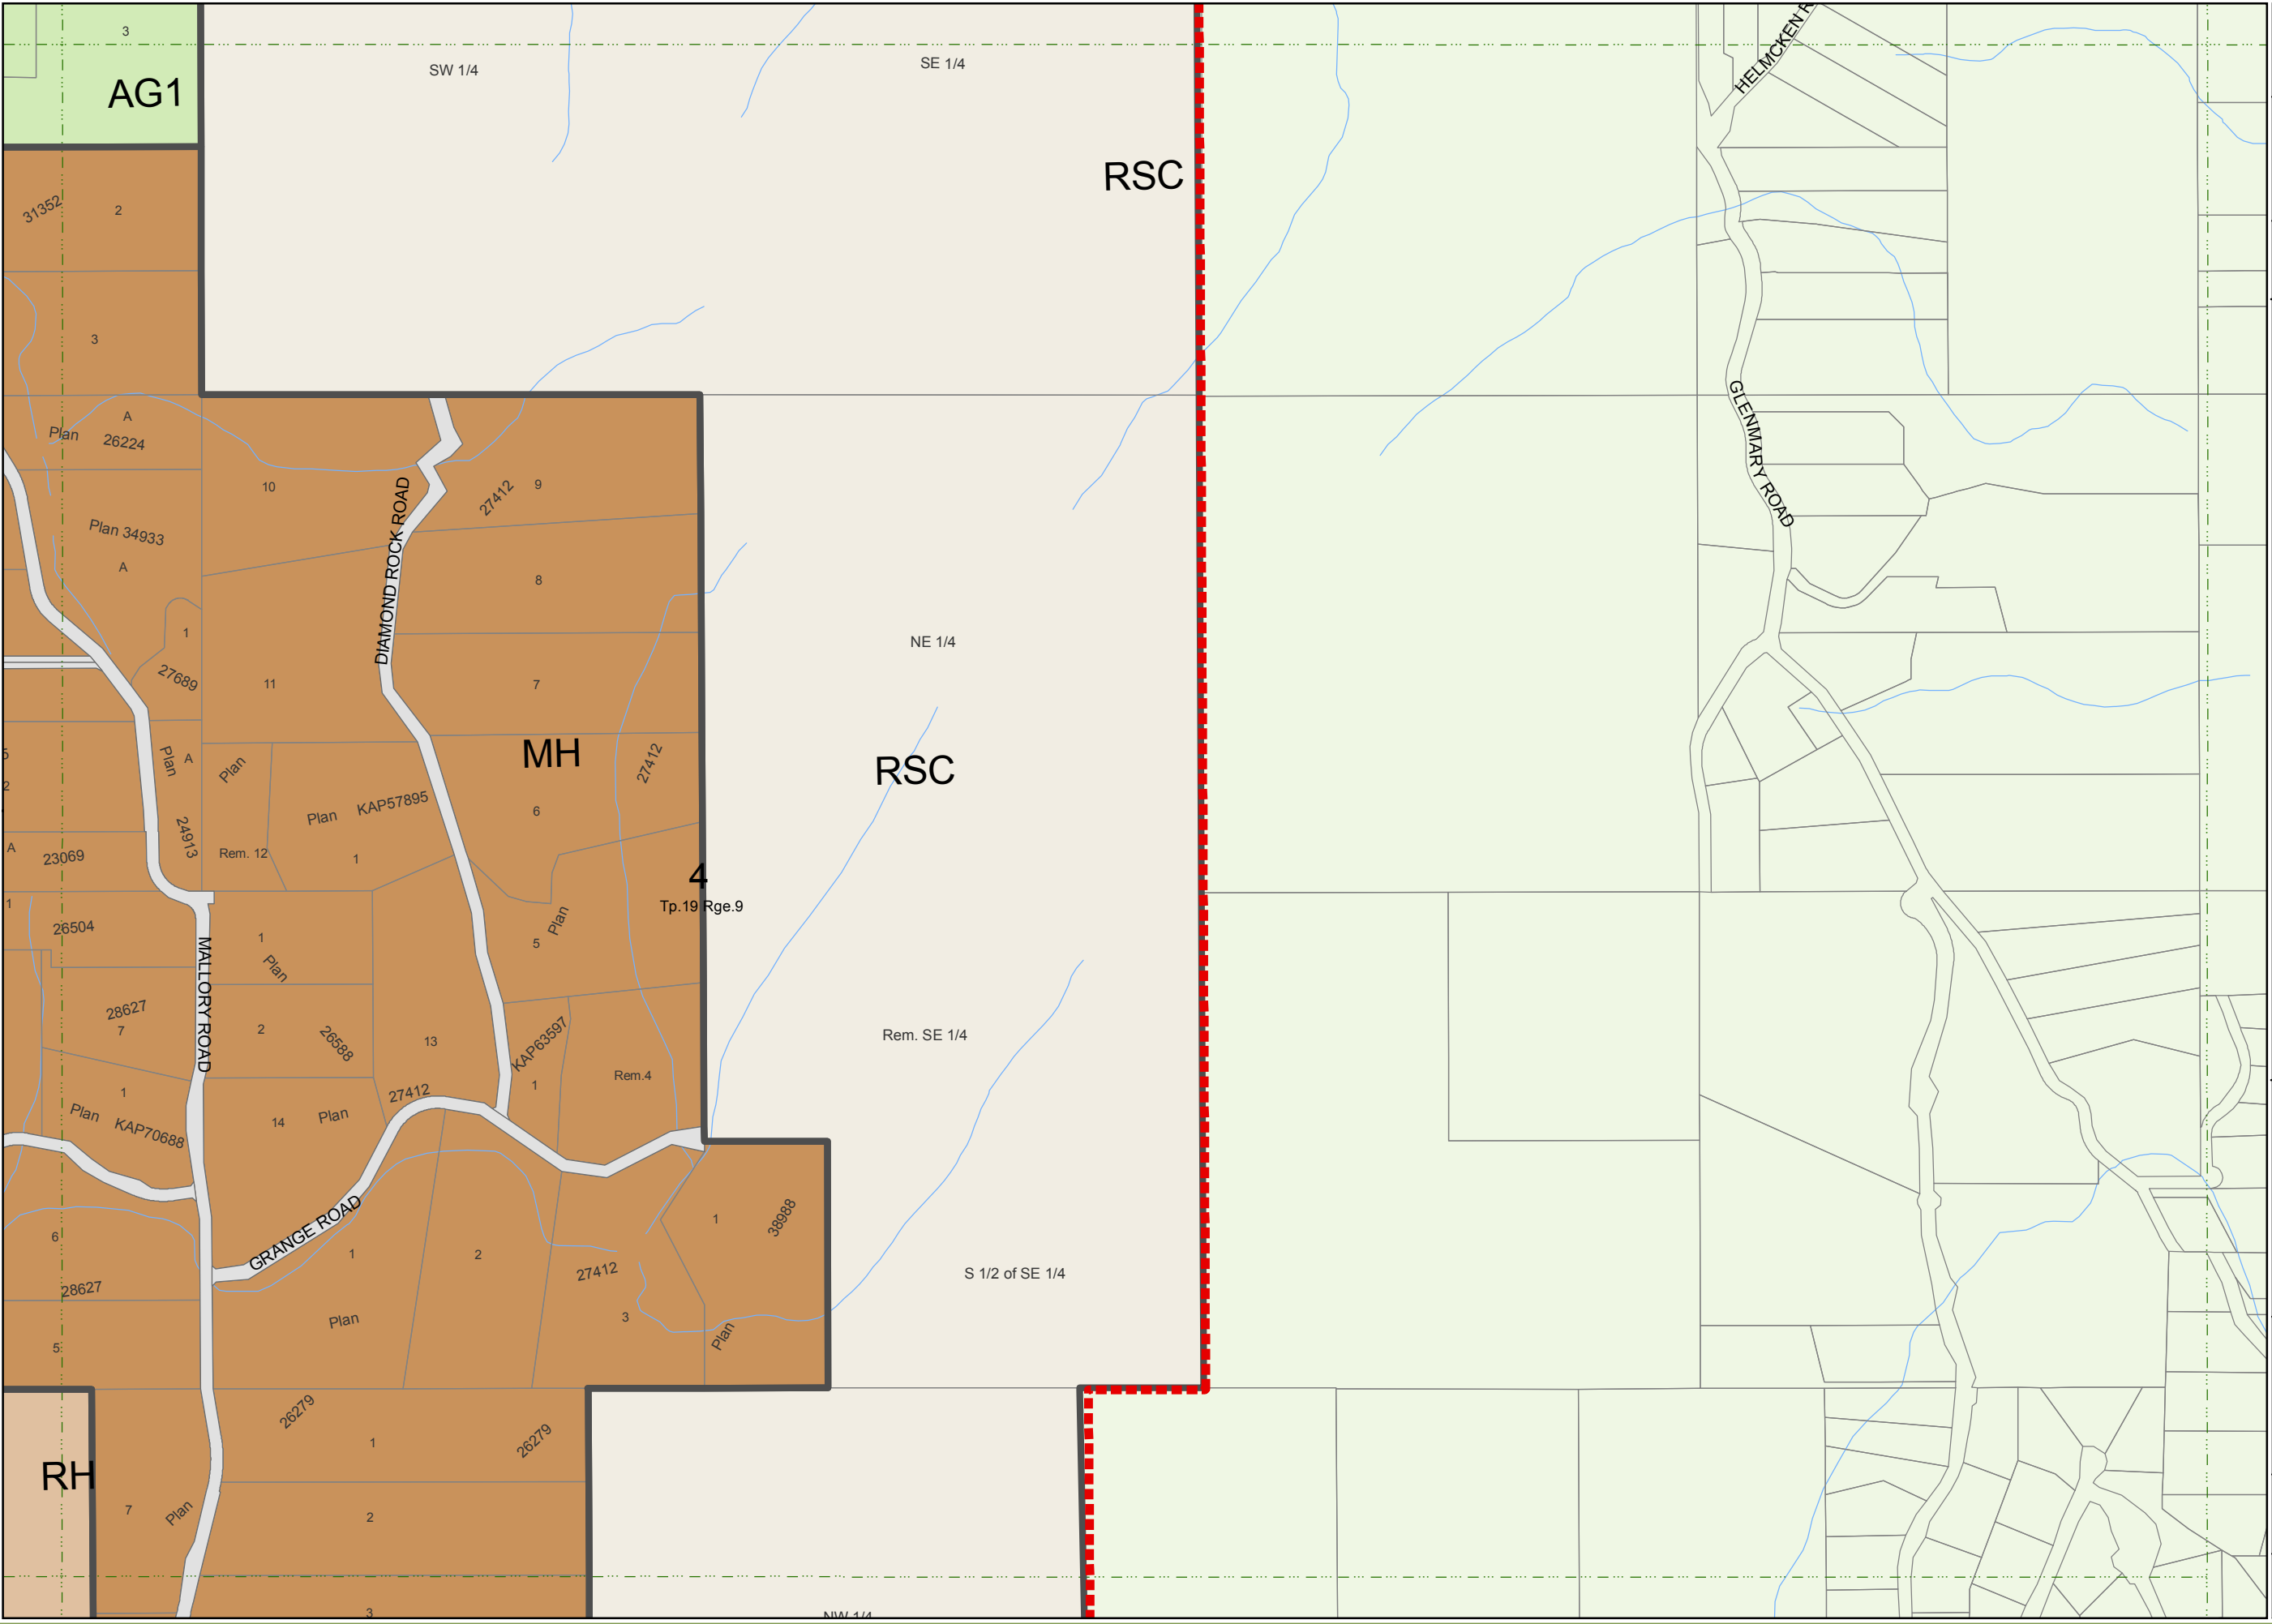 3
AG1
SW 1/4
SE 1/4
HELMCKEN R
RSC
31352
2
3
A
Plan
26224
10
27412
9
GLENMARY ROAD
Plan 34933
A
DIAMOND ROCK ROAD
8
1
27689
11
7
NE 1/4
5
2
Plan
A
24913
Plan
Plan
KAP57895
MH
27412
RSC
6
A
23069
Rem. 12
1
4
Tp.19 Rge.9
1
26504
1
Plan
5
Plan
MALLORY ROAD
28627
7
2
26588
13
KAP63597
1
Rem.4
Rem. SE 1/4
1
Plan
KAP70688
14
Plan
27412
6
GRANGE ROAD
1
2
27412
1
38988
S 1/2 of SE 1/4
28627
Plan
3
Plan
5
26279
1
26279
RH
7
Plan
2
3
NW 1/4